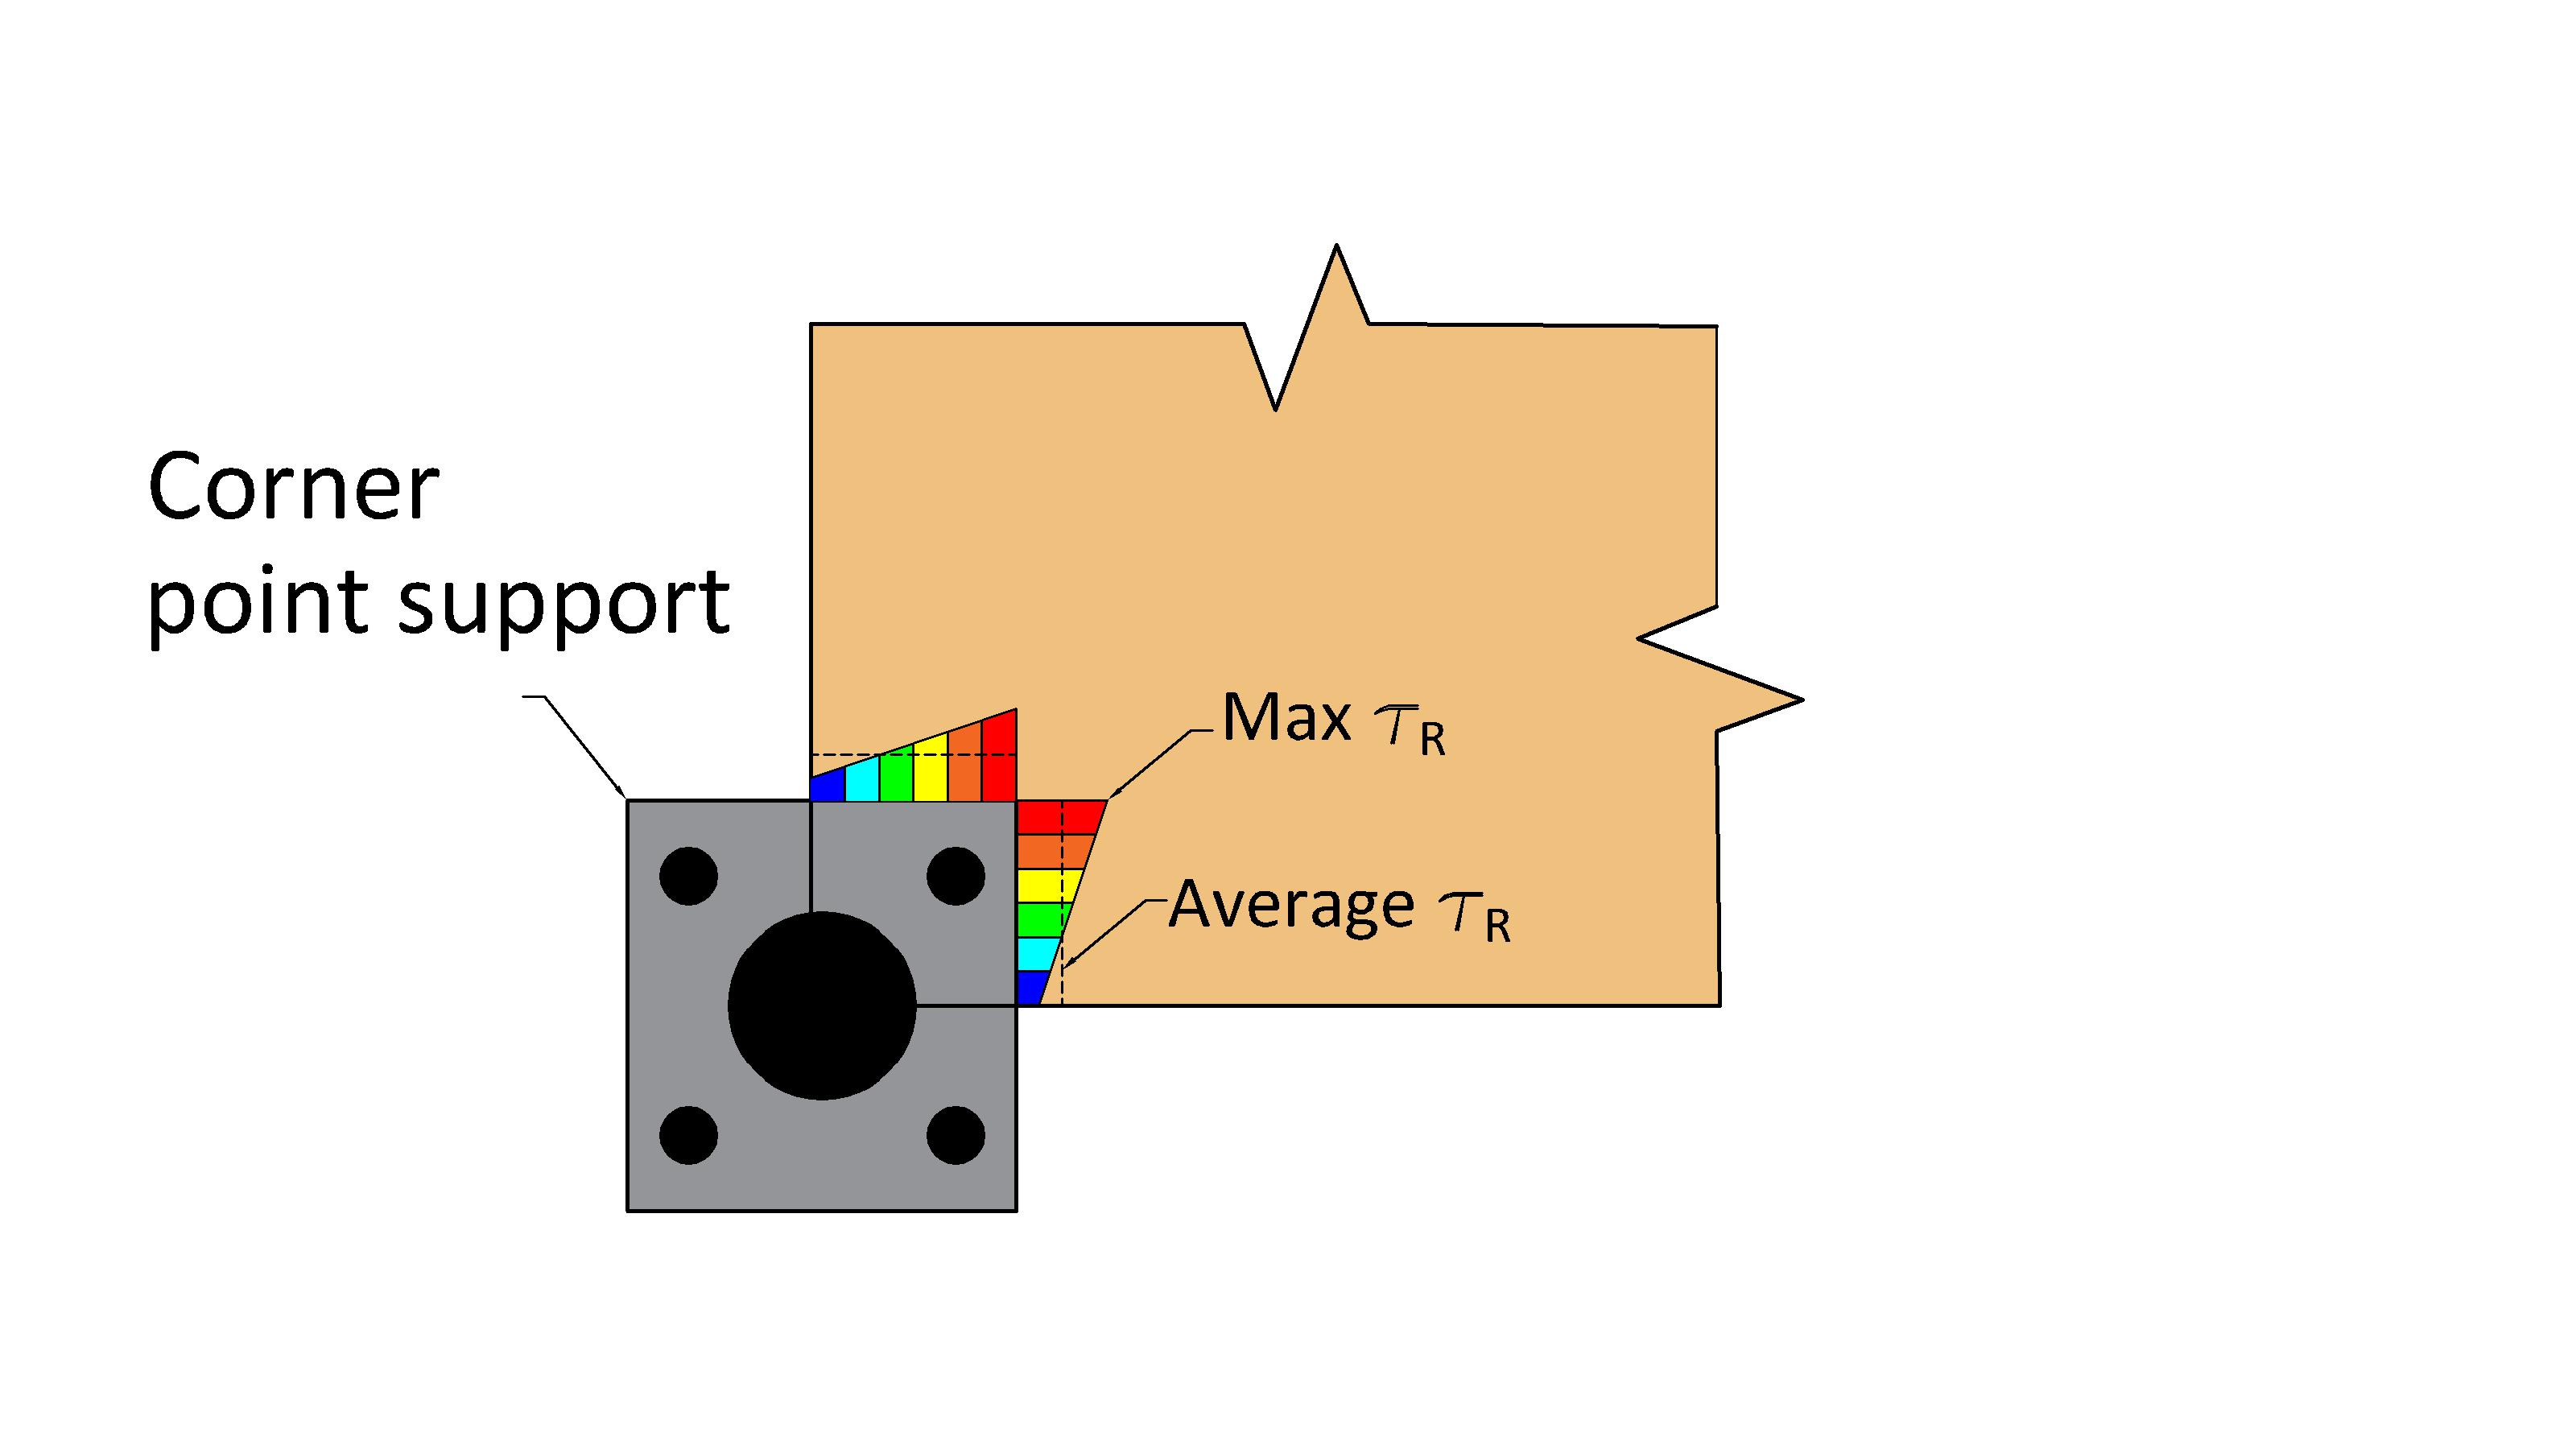 Corner
point support
Max τR
Average τR